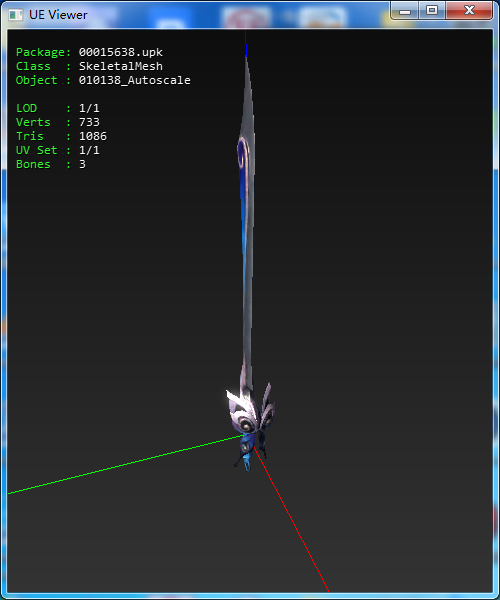 UE Viewer
Package: 00015638.upk
Class : SkeletalMesh
Object : 010138_Autoscale
LOD : 1/1
Verts : 733
Tris : 1086
UV Set : 1/1
Bones : 3